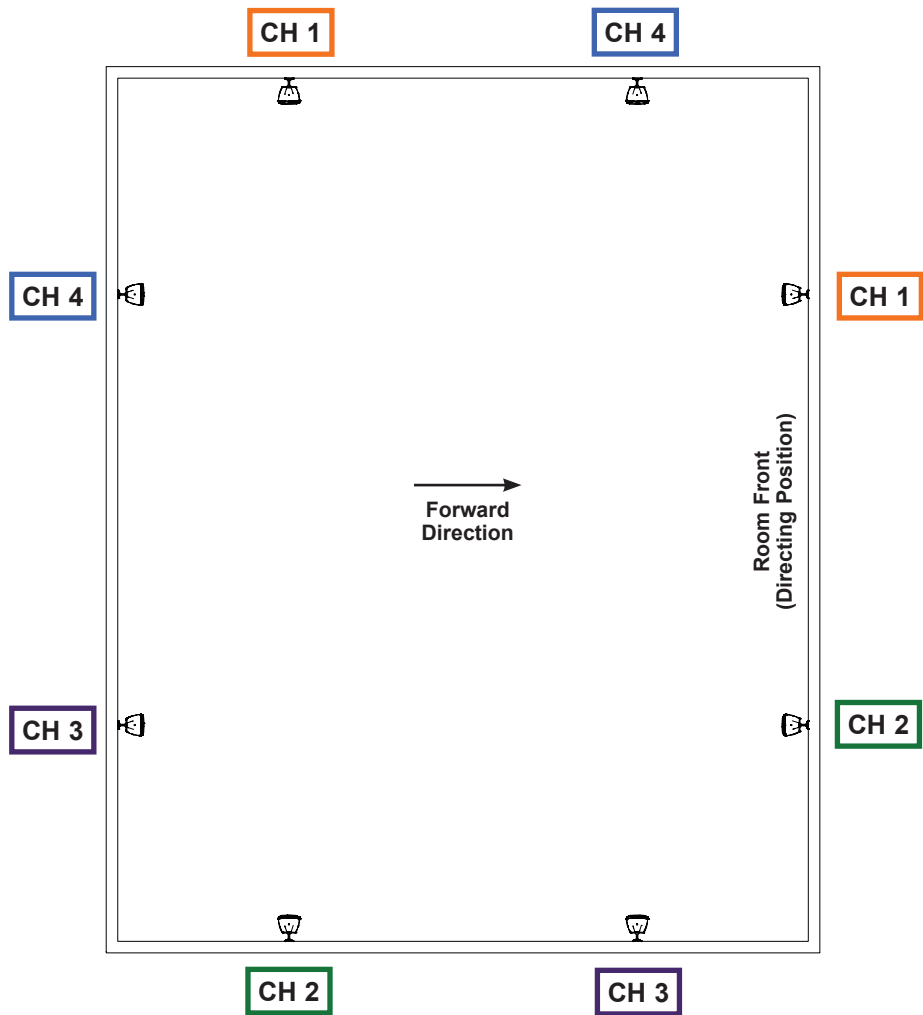 CH 1
CH 4
CH 4
CH 1
Room Front
(Directing Position)
Forward
Direction
CH 3
CH 2
CH 2
CH 3